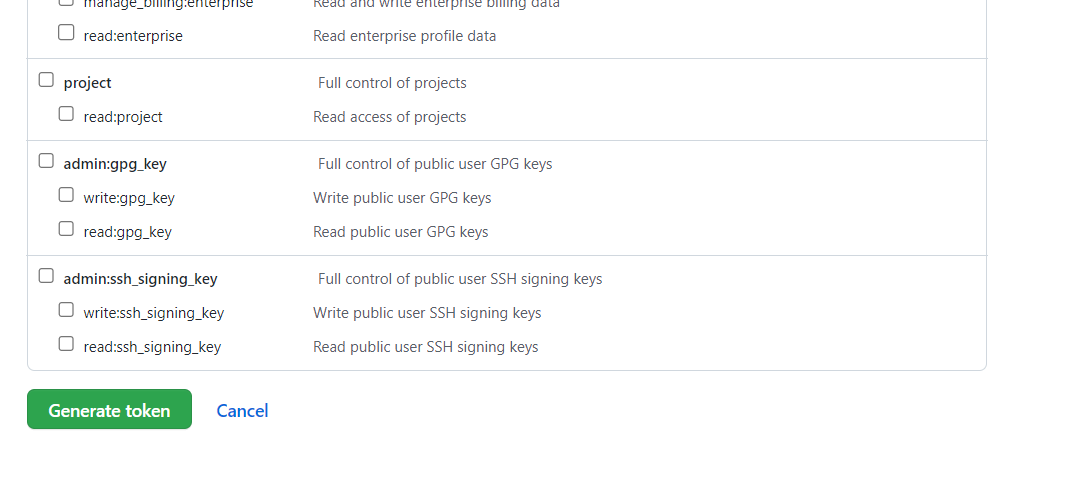 manage_billing:enterprise Read and write enterprise billing data
read:enterprise Read enterprise profile data
project Full control of projects
read:project Read access of projects
admin:gpg_key Full control of public user GPG keys
write:gpg_key Write public user GPG keys
read:gpg_key Read public user GPG keys
admin:ssh_signing_key Full control of public user SSH signing keys
write:ssh_signing_key Write public user SSH signing keys
read:ssh_signing_key Read public user SSH signing keys
Generate token Cancel